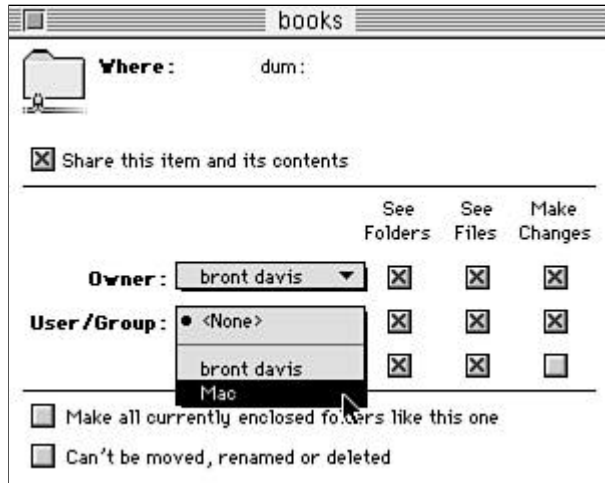 books
Where: dum:
Share this item and its contents
See See Make
Folders Files Changes
Owner: bront davis
User/Group: <None>
bront davis
Mac
Make all currently enclosed folders like this one
Can't be moved, renamed or deleted